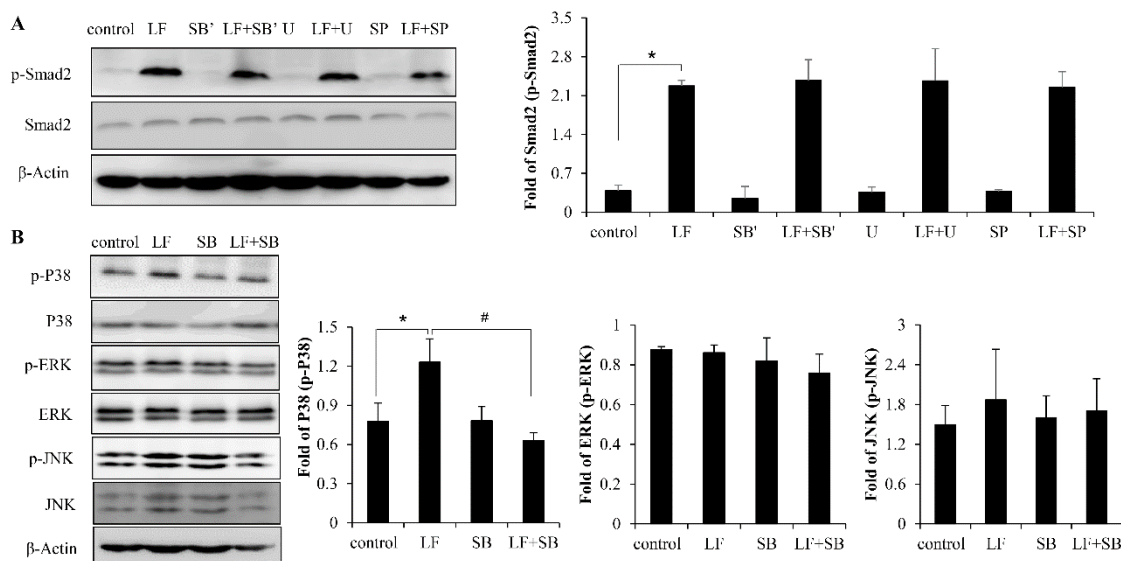 A
control LF SB' LF+SB' U LF+U SP LF+SP
p-Smad2
Smad2
β-Actin
Fold of Smad2 (p-Smad2)
3.5
2.8
2.1
1.4
0.7
0
*
control LF SB' LF+SB' U LF+U SP LF+SP
B
control LF SB LF+SB
p-P38
P38
p-ERK
ERK
p-JNK
JNK
β-Actin
Fold of P38 (p-P38)
1.5
1.2
0.9
0.6
0.3
0
* #
control LF SB LF+SB
Fold of ERK (p-ERK)
1
0.8
0.6
0.4
0.2
0
control LF SB LF+SB
Fold of JNK (p-JNK)
3
2.4
1.8
1.2
0.6
0
control LF SB LF+SB